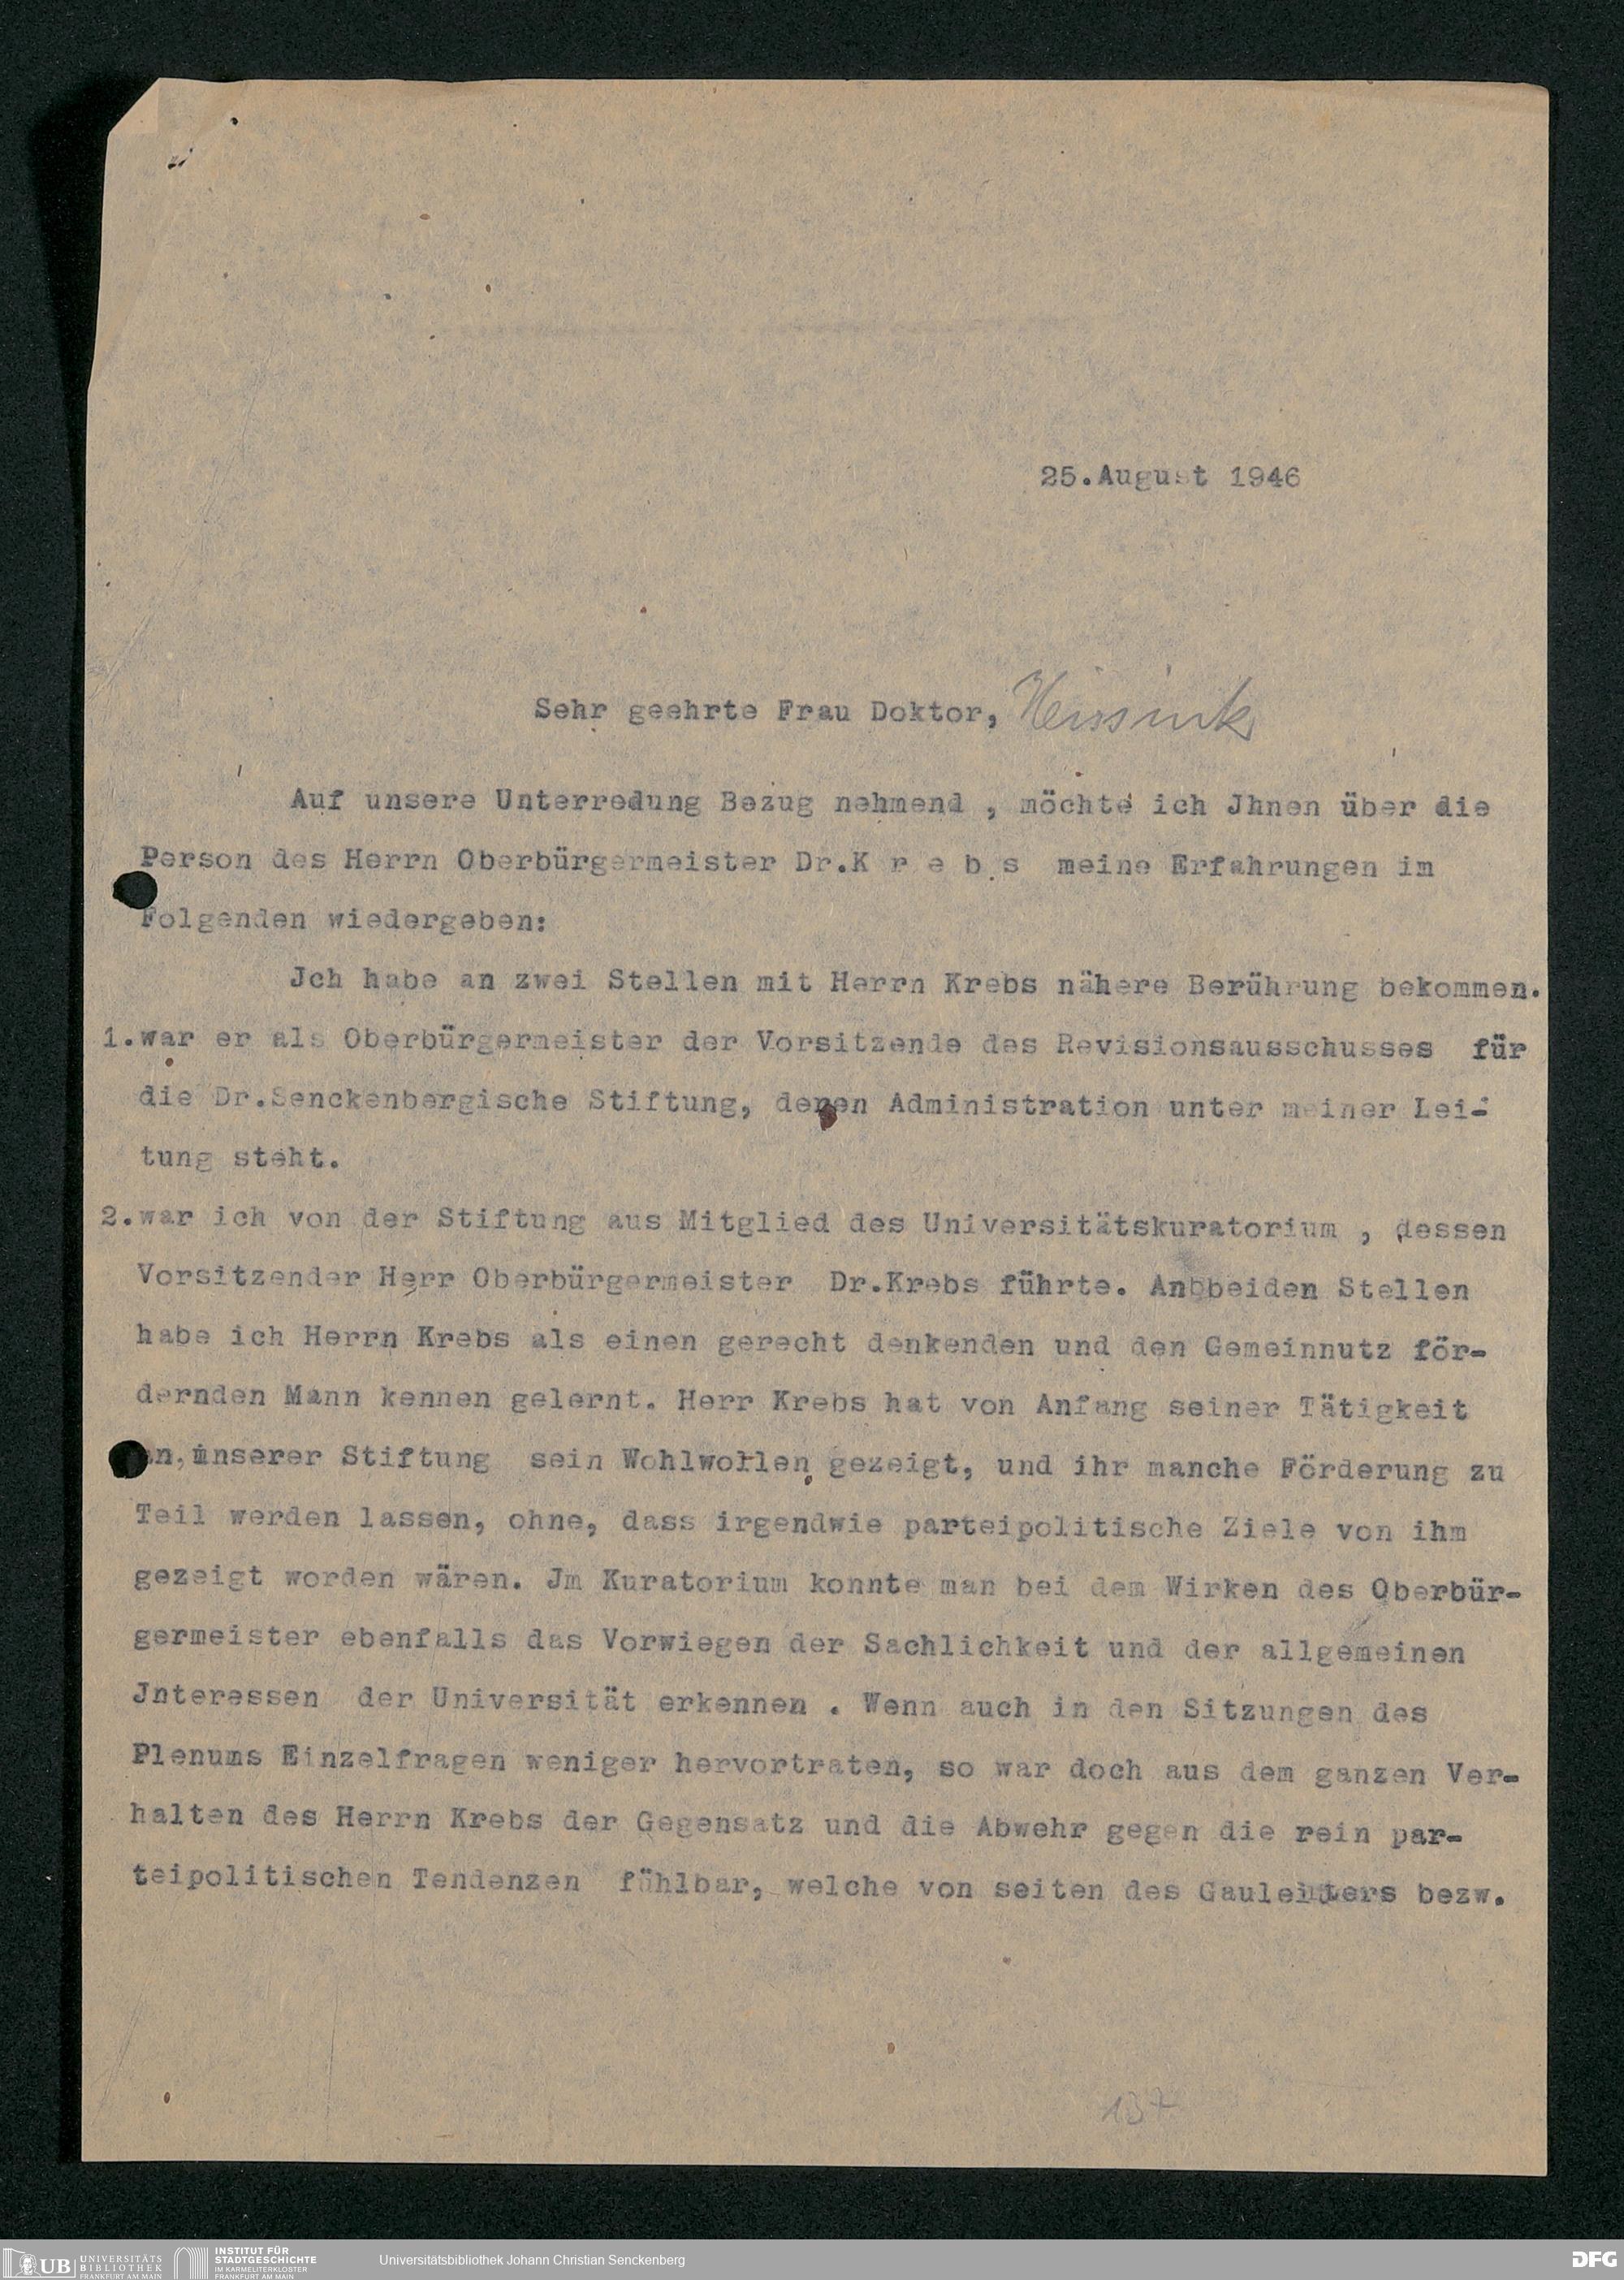 25.August 1946
Sehr geehrte Frau Doktor,
Auf unsere Unterredung Bezug nehmend , möchte ich Jhnen über die
Person des Herrn Oberbürgermeister Dr.K r e b s meine Erfahrungen im
Folgenden wiedergeben:
Jch habe an zwei Stellen mit Herrn Krebs nähere Berührung bekommen.
1.war er als Oberbürgermeister der Vorsitzende des Revisionsausschusses für
die Dr.Senckenbergische Stiftung, deren Administration unter meiner Lei-
tung steht.
2.war ich von der Stiftung aus Mitglied des Universitätskuratorium , dessen
Vorsitzender Herr Oberbürgermeister Dr.Krebs führte. Anbbeiden Stellen
habe ich Herrn Krebs als einen gerecht denkenden und den Gemeinnutz för-
dernden Mann kennen gelernt. Herr Krebs hat von Anfang seiner Tätigkeit
an, unserer Stiftung sein Wohlwollen gezeigt, und ihr manche Förderung zu
Teil werden lassen, ohne, dass irgendwie parteipolitische Ziele von ihm
gezeigt worden wären. Jm Kuratorium konnte man bei dem Wirken des Oberbür-
germeister ebenfalls das Vorwiegen der Sachlichkeit und der allgemeinen
Jnteressen der Universität erkennen . Wenn auch in den Sitzungen des
Plenums Einzelfragen weniger hervortraten, so war doch aus dem ganzen Ver-
halten des Herrn Krebs der Gegensatz und die Abwehr gegen die rein par-
teipolitischen Tendenzen fühlbar, welche von seiten des Gauleiters bezw.
137
UB UNIVERSITÄTS
BIBLIOTHEK
FRANKFURT AM MAIN
INSTITUT FÜR
STADTGESCHICHTE
IM KARMELITERKLOSTER
FRANKFURT AM MAIN
Universitätsbibliothek Johann Christian Senckenberg
DFG